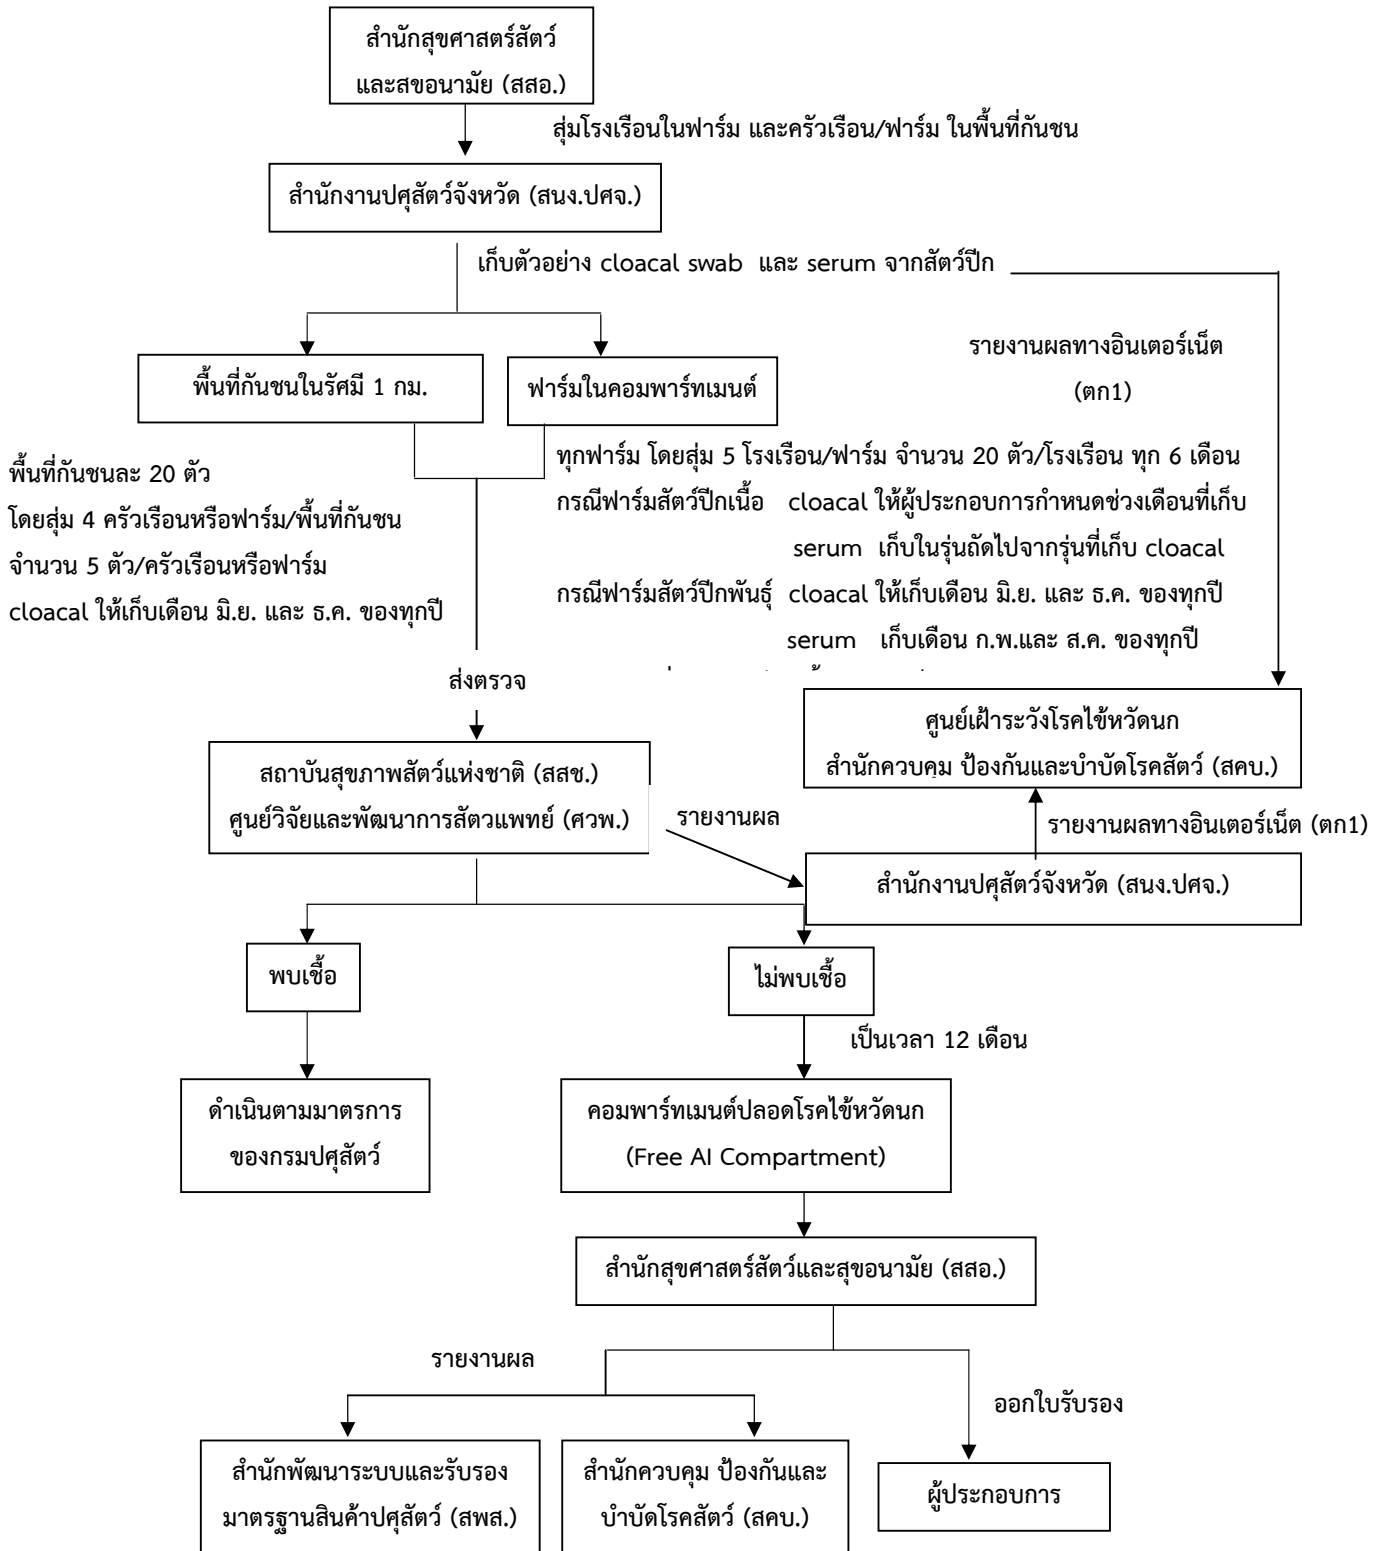 สำนักสุขศาสตร์สัตว์
และสขอนามัย (สสอ.)
สุ่มโรงเรือนในฟาร์ม และครัวเรือน/ฟาร์ม ในพื้นที่กันชน
สำนักงานปศุสัตว์จังหวัด (สนง.ปศจ.)
เก็บตัวอย่าง cloacal swab และ serum จากสัตว์ปีก
รายงานผลทางอินเตอร์เน็ต
(ตก1)
พื้นที่กันชนในรัศมี 1 กม.
ฟาร์มในคอมพาร์ทเมนต์
พื้นที่กันชนละ 20 ตัว
โดยสุ่ม 4 ครัวเรือนหรือฟาร์ม/พื้นที่กันชน
จำนวน 5 ตัว/ครัวเรือนหรือฟาร์ม
cloacal ให้เก็บเดือน มิ.ย. และ ธ.ค. ของทุกปี
ทุกฟาร์ม โดยสุ่ม 5 โรงเรือน/ฟาร์ม จำนวน 20 ตัว/โรงเรือน ทุก 6 เดือน
กรณีฟาร์มสัตว์ปีกเนื้อ cloacal ให้ผู้ประกอบการกำหนดช่วงเดือนที่เก็บ
serum เก็บในรุ่นถัดไปจากรุ่นที่เก็บ cloacal
กรณีฟาร์มสัตว์ปีกพันธุ์ cloacal ให้เก็บเดือน มิ.ย. และ ธ.ค. ของทุกปี
serum เก็บเดือน ก.พ.และ ส.ค. ของทุกปี
ส่งตรวจ
ศูนย์เฝ้าระวังโรคไข้หวัดนก
สำนักควบคุม ป้องกันและบำบัดโรคสัตว์ (สคบ.)
สถาบันสุขภาพสัตว์แห่งชาติ (สสช.)
ศูนย์วิจัยและพัฒนาการสัตวแพทย์ (ศวพ.)
รายงานผล
รายงานผลทางอินเตอร์เน็ต (ตก1)
สำนักงานปศุสัตว์จังหวัด (สนง.ปศจ.)
พบเชื้อ
ไม่พบเชื้อ
เป็นเวลา 12 เดือน
ดำเนินตามมาตรการ
ของกรมปศุสัตว์
คอมพาร์ทเมนต์ปลอดโรคไข้หวัดนก
(Free AI Compartment)
สำนักสุขศาสตร์สัตว์และสุขอนามัย (สสอ.)
รายงานผล
ออกใบรับรอง
สำนักพัฒนาระบบและรับรอง
มาตรฐานสินค้าปศุสัตว์ (สพส.)
สำนักควบคุม ป้องกันและ
บำบัดโรคสัตว์ (สคบ.)
ผู้ประกอบการ